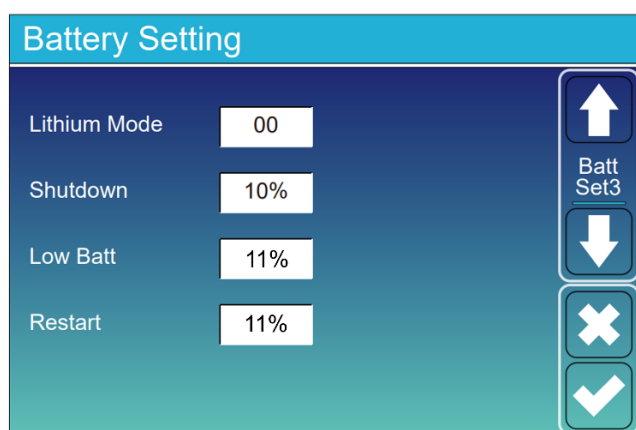 Battery Setting
Lithium Mode 00
Shutdown 10%
Low Batt 11%
Restart 11%
Batt
Set3